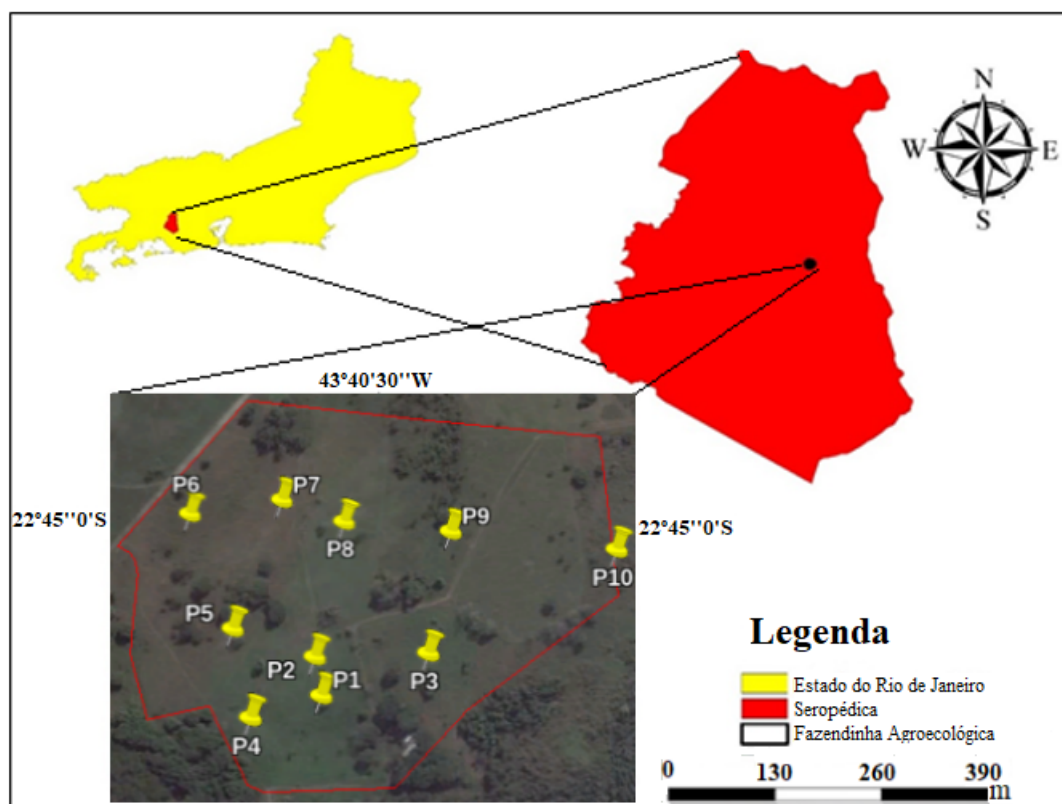 N
W E
S
43°40'30''W
P6 P7
P8 P9
22°45''0'S
22°45''0'S
P10
P5
P2 P1 P3
P4
Legenda
Estado do Rio de Janeiro
Seropédica
Fazendinha Agroecológica
0 130 260 390
m